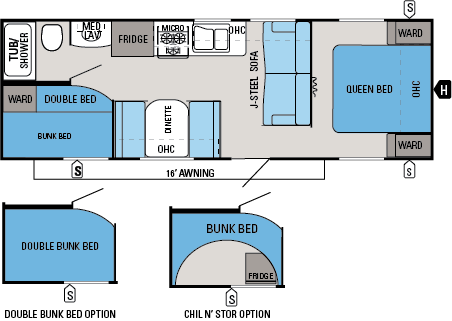 S
MED
LAV
MICRO
OHC
TUB/
SHOWER
FRIDGE
J-STEEL SOFA
WARD
QUEEN BED
OHC
H
WARD
DOUBLE BED
BUNK BED
DINETTE
OHC
WARD
S
S
16' AWNING
DOUBLE BUNK BED
BUNK BED
FRIDGE
S
S
DOUBLE BUNK BED OPTION
CHIL N' STOR OPTION